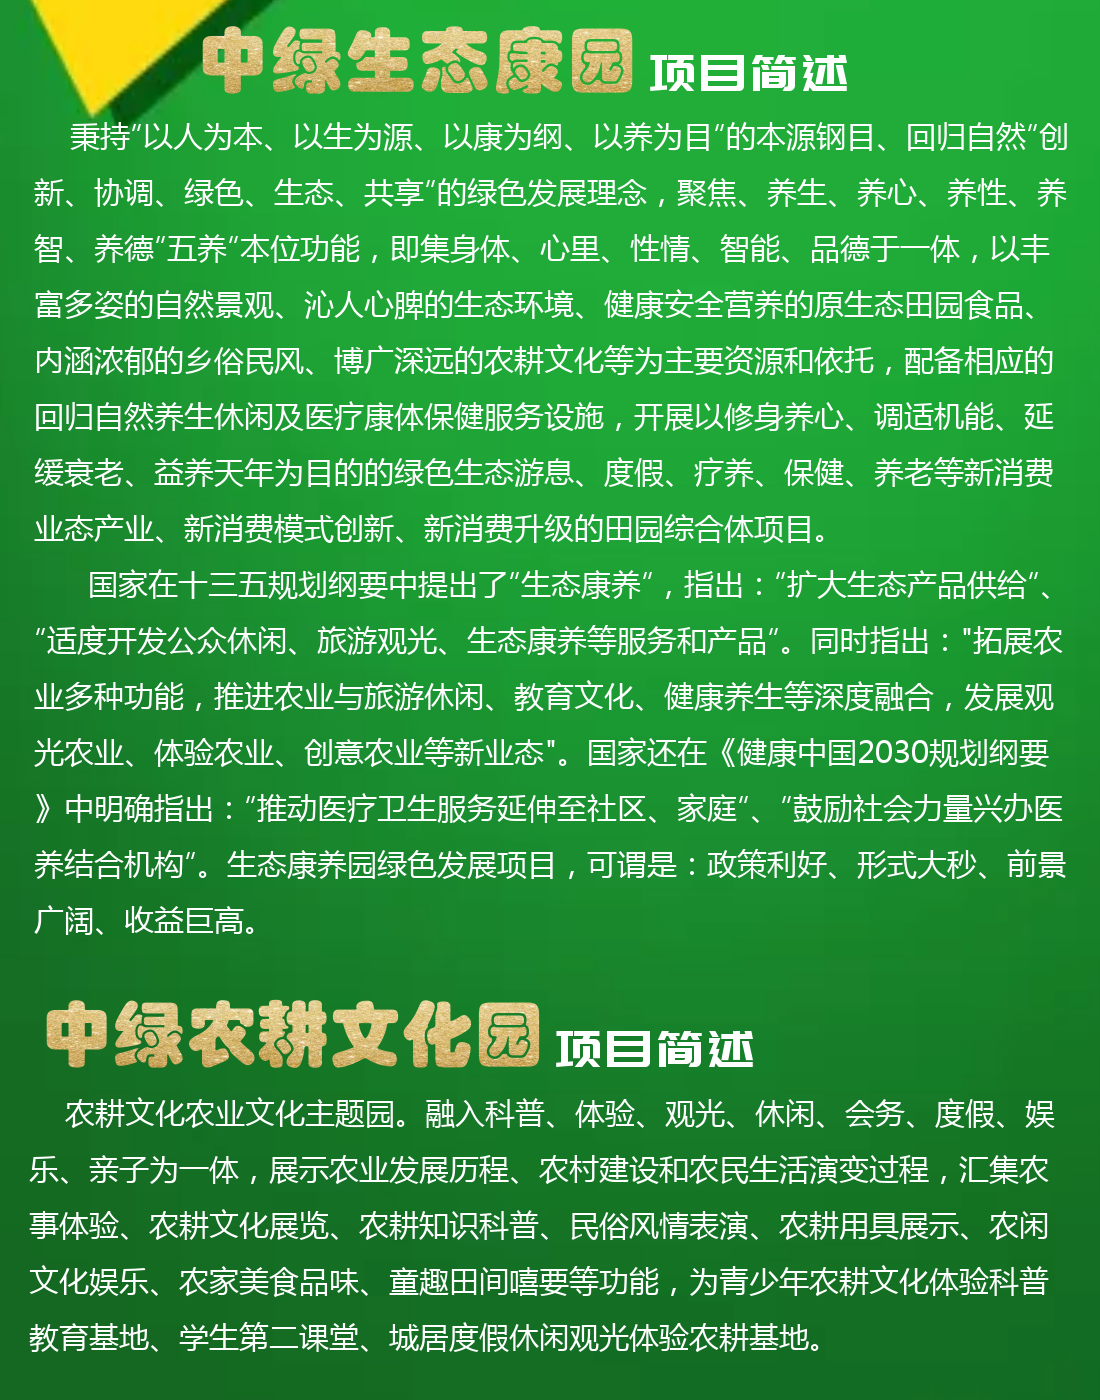 中绿生态康园 项目简述
秉持“以人为本、以生为源、以康为纲、以养为目”的本源钢目、回归自然“创
新、协调、绿色、生态、共享”的绿色发展理念，聚焦、养生、养心、养性、养
智、养德“五养”本位功能，即集身体、心里、性情、智能、品德于一体，以丰
富多姿的自然景观、沁人心脾的生态环境、健康安全营养的原生态田园食品、
内涵浓郁的乡俗民风、博广深远的农耕文化等为主要资源和依托，配备相应的
回归自然养生休闲及医疗康体保健服务设施，开展以修身养心、调适机能、延
缓衰老、益养天年为目的的绿色生态游息、度假、疗养、保健、养老等新消费
业态产业、新消费模式创新、新消费升级的田园综合体项目。
国家在十三五规划纲要中提出了“生态康养”，指出：“扩大生态产品供给”、
“适度开发公众休闲、旅游观光、生态康养等服务和产品”。同时指出："拓展农
业多种功能，推进农业与旅游休闲、教育文化、健康养生等深度融合，发展观
光农业、体验农业、创意农业等新业态"。国家还在《健康中国2030规划纲要
》中明确指出：“推动医疗卫生服务延伸至社区、家庭”、“鼓励社会力量兴办医
养结合机构”。生态康养园绿色发展项目，可谓是：政策利好、形式大秒、前景
广阔、收益巨高。
中绿农耕文化园 项目简述
农耕文化农业文化主题园。融入科普、体验、观光、休闲、会务、度假、娱
乐、亲子为一体，展示农业发展历程、农村建设和农民生活演变过程，汇集农
事体验、农耕文化展览、农耕知识科普、民俗风情表演、农耕用具展示、农闲
文化娱乐、农家美食品味、童趣田间嘻要等功能，为青少年农耕文化体验科普
教育基地、学生第二课堂、城居度假休闲观光体验农耕基地。